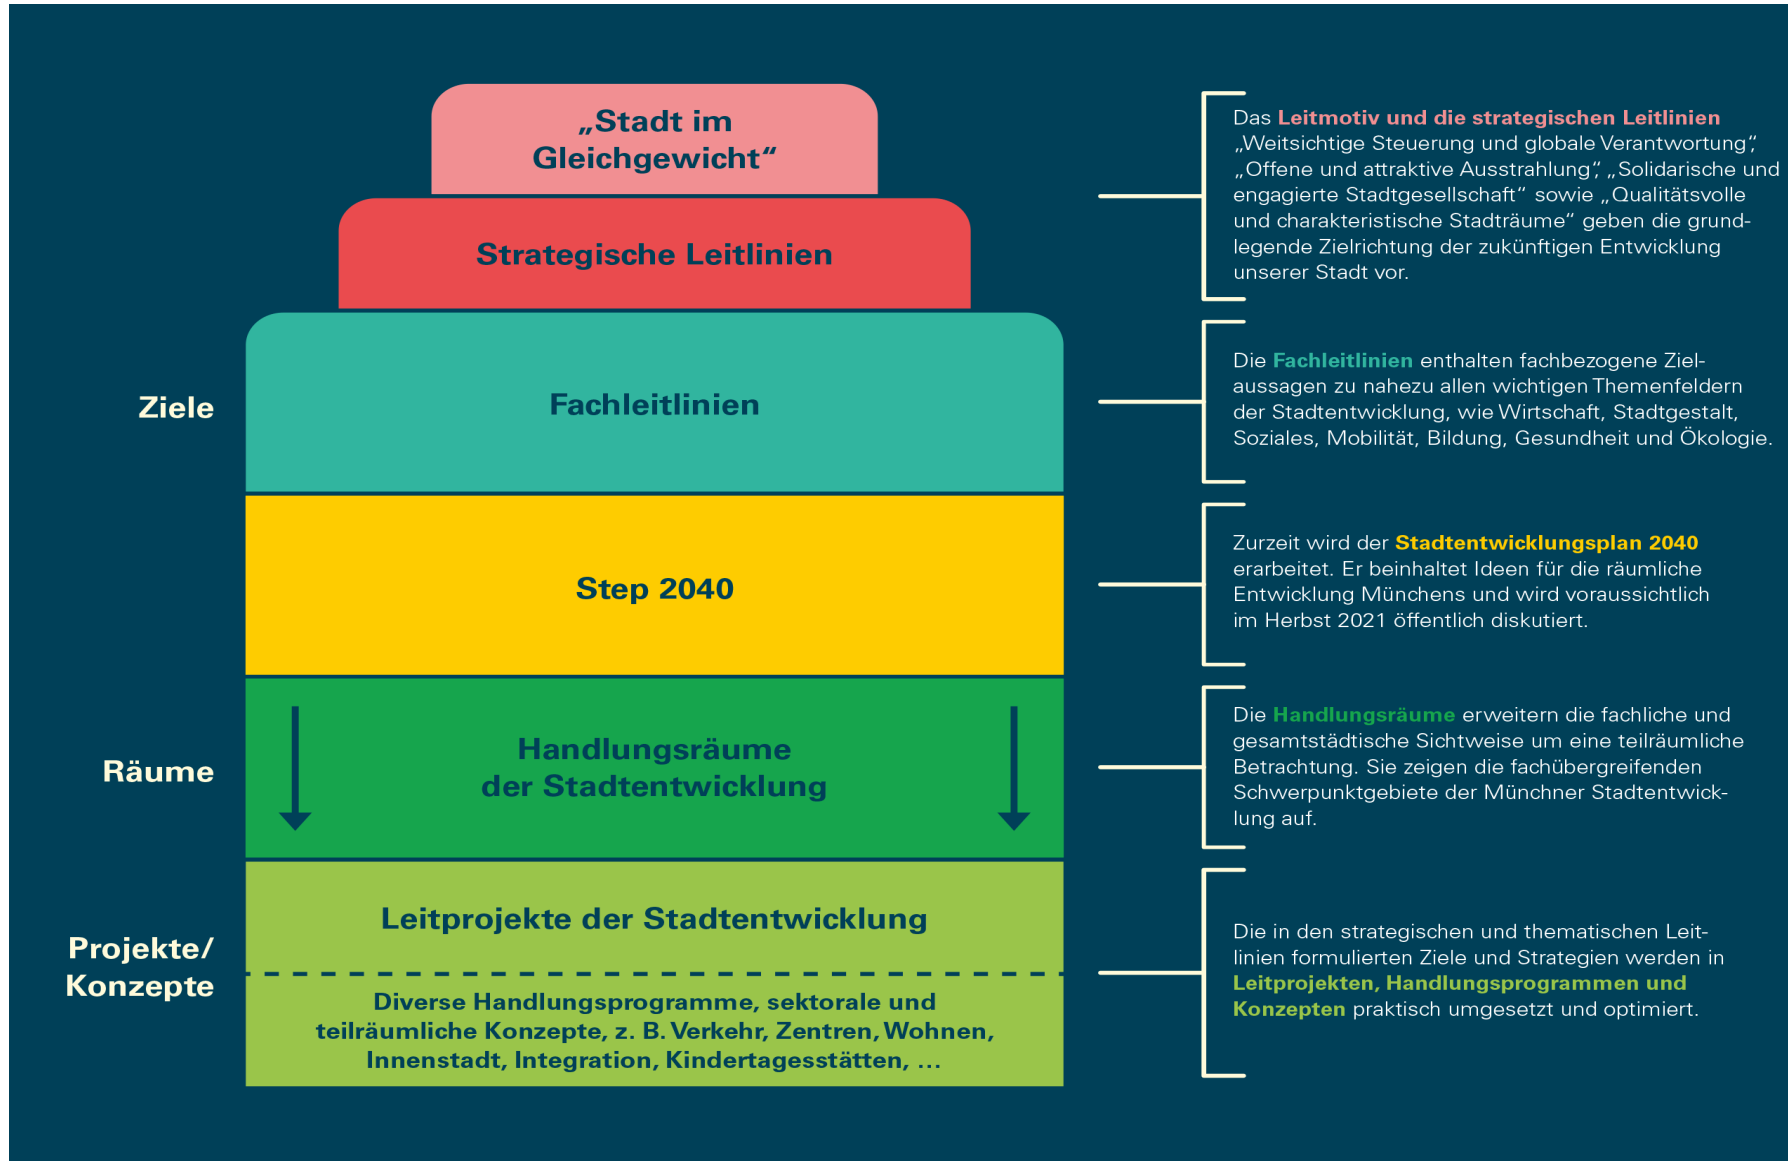 „Stadt im
Gleichgewicht“
Strategische Leitlinien
Das Leitmotiv und die strategischen Leitlinien
„Weitsichtige Steuerung und globale Verantwortung“,
„Offene und attraktive Ausstrahlung“, „Solidarische und
engagierte Stadtgesellschaft“ sowie „Qualitätsvolle
und charakteristische Stadträume“ geben die grund-
legende Zielrichtung der zukünftigen Entwicklung
unserer Stadt vor.
Ziele
Fachleitlinien
Die Fachleitlinien enthalten fachbezogene Ziel-
aussagen zu nahezu allen wichtigen Themenfeldern
der Stadtentwicklung, wie Wirtschaft, Stadtgestalt,
Soziales, Mobilität, Bildung, Gesundheit und Ökologie.
Step 2040
Zurzeit wird der Stadtentwicklungsplan 2040
erarbeitet. Er beinhaltet Ideen für die räumliche
Entwicklung Münchens und wird voraussichtlich
im Herbst 2021 öffentlich diskutiert.
Räume
Handlungsräume
der Stadtentwicklung
Die Handlungsräume erweitern die fachliche und
gesamtstädtische Sichtweise um eine teilräumliche
Betrachtung. Sie zeigen die fachübergreifenden
Schwerpunktgebiete der Münchner Stadtentwick-
lung auf.
Projekte/
Konzepte
Leitprojekte der Stadtentwicklung
Diverse Handlungsprogramme, sektorale und
teilräumliche Konzepte, z. B. Verkehr, Zentren, Wohnen,
Innenstadt, Integration, Kindertagesstätten, …
Die in den strategischen und thematischen Leit-
linien formulierten Ziele und Strategien werden in
Leitprojekten, Handlungsprogrammen und
Konzepten praktisch umgesetzt und optimiert.